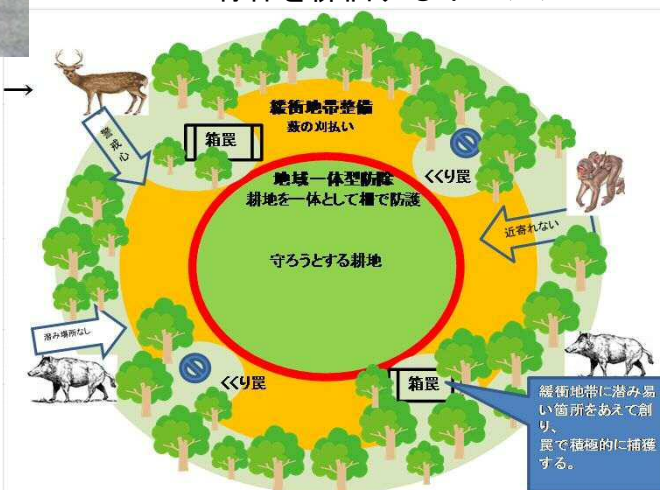 →
緩衝地帯整備
藪の刈払い
箱罠
警戒心
くくり罠
地域一体型防除
耕地を一体として柵で防護
近寄れない
守ろうとする耕地
潜み場所なし
くくり罠
箱罠
緩衝地帯に潜み易
い箇所をあえて創
り、
罠で積極的に捕獲
する。